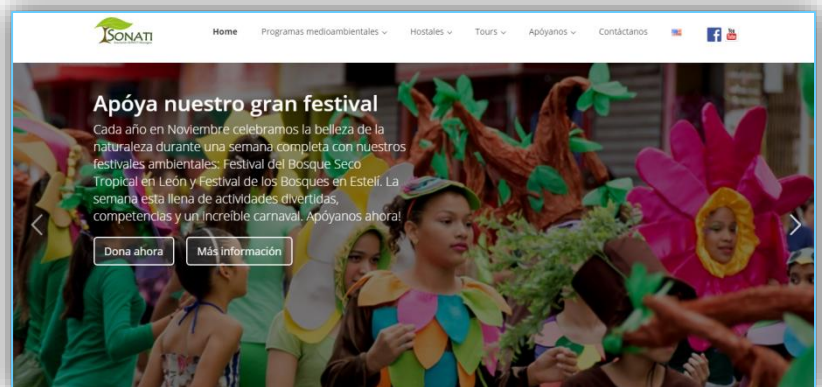 SONATI
Home Programas medioambientales Hostales Tours Apóyanos Contáctanos
Apóya nuestro gran festival
Cada año en Noviembre celebramos la belleza de la
naturaleza durante una semana completa con nuestros
festivales ambientales: Festival del Bosque Seco
Tropical en León y Festival de los Bosques en Estelí. La
semana esta llena de actividades divertidas,
competencias y un increíble carnaval. Apóyanos ahora!
Dona ahora Más información